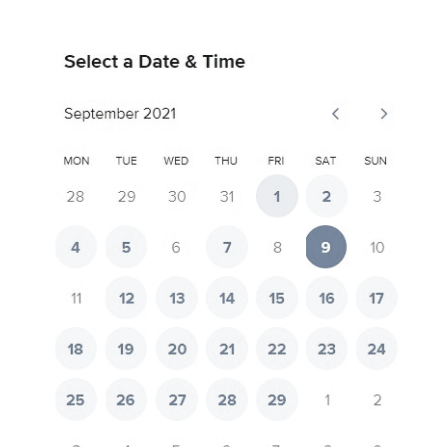 Select a Date & Time
September 2021
MON TUE WED THU FRI SAT SUN
28 29 30 31 1 2 3
4 5 6 7 8 9 10
11 12 13 14 15 16 17
18 19 20 21 22 23 24
25 26 27 28 29 1 2